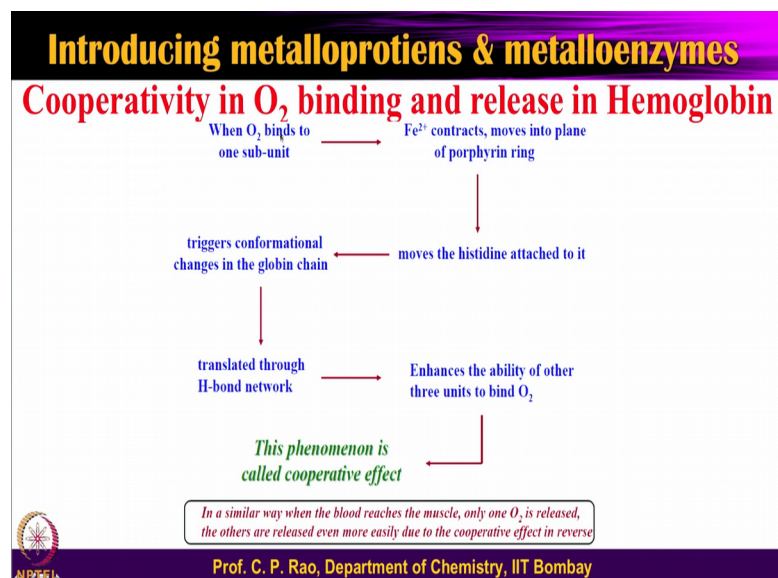 Introducing metalloprotiens & metalloenzymes
Cooperativity in O₂ binding and release in Hemoglobin
When O₂ binds to
one sub-unit
Fe²⁺ contracts, moves into plane
of porphyrin ring
moves the histidine attached to it
triggers conformational
changes in the globin chain
translated through
H-bond network
Enhances the ability of other
three units to bind O₂
This phenomenon is
called cooperative effect
In a similar way when the blood reaches the muscle, only one O₂ is released,
the others are released even more easily due to the cooperative effect in reverse
NPTEL
Prof. C. P. Rao, Department of Chemistry, IIT Bombay